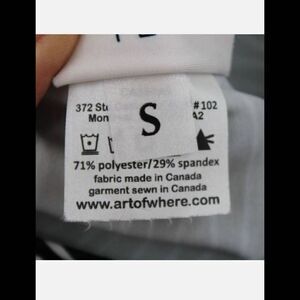 372 St #102
Mon A2
S
71% polyester/29% spandex
fabric made in Canada
garment sewn in Canada
www.artofwhere.com